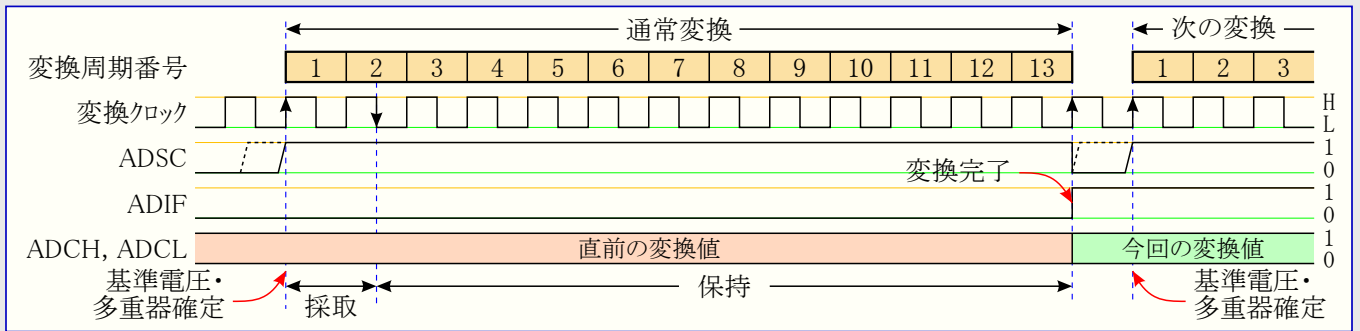 通常変換 次の変換
変換周期番号 1 2 3 4 5 6 7 8 9 10 11 12 13 1 2 3
変換ｸﾛｯｸ H L
ADSC 1 0
変換完了
ADIF 1 0
ADCH, ADCL 直前の変換値 今回の変換値 1 0
基準電圧・ 保持 基準電圧・
多重器確定 採取 多重器確定